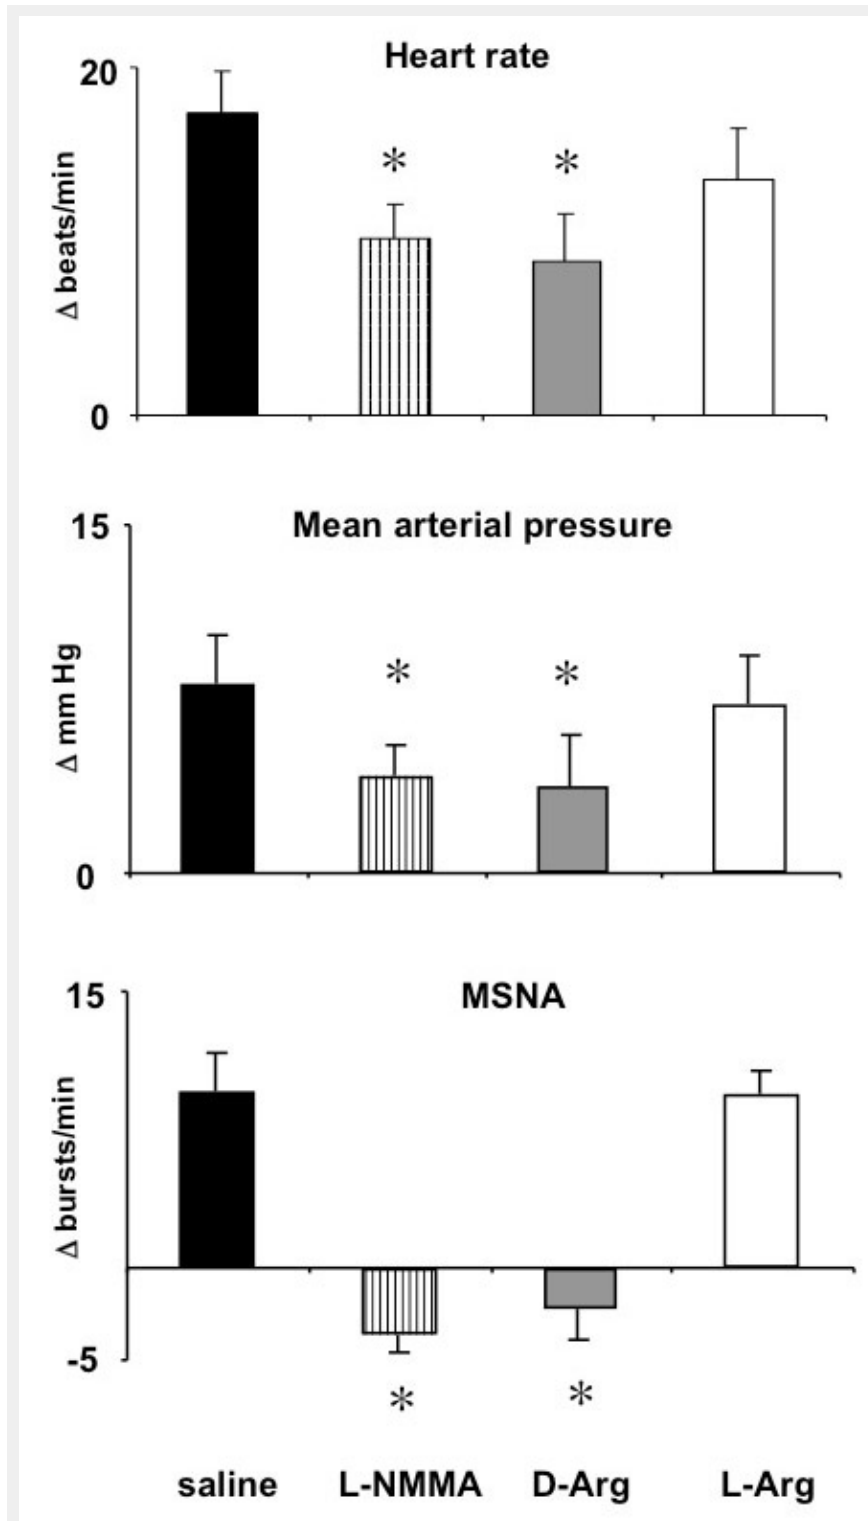 Heart rate
20
Δ beats/min
*
*
0
Mean arterial pressure
15
Δ mm Hg
*
*
0
MSNA
15
Δ bursts/min
-5
*
*
saline L-NMMA D-Arg L-Arg